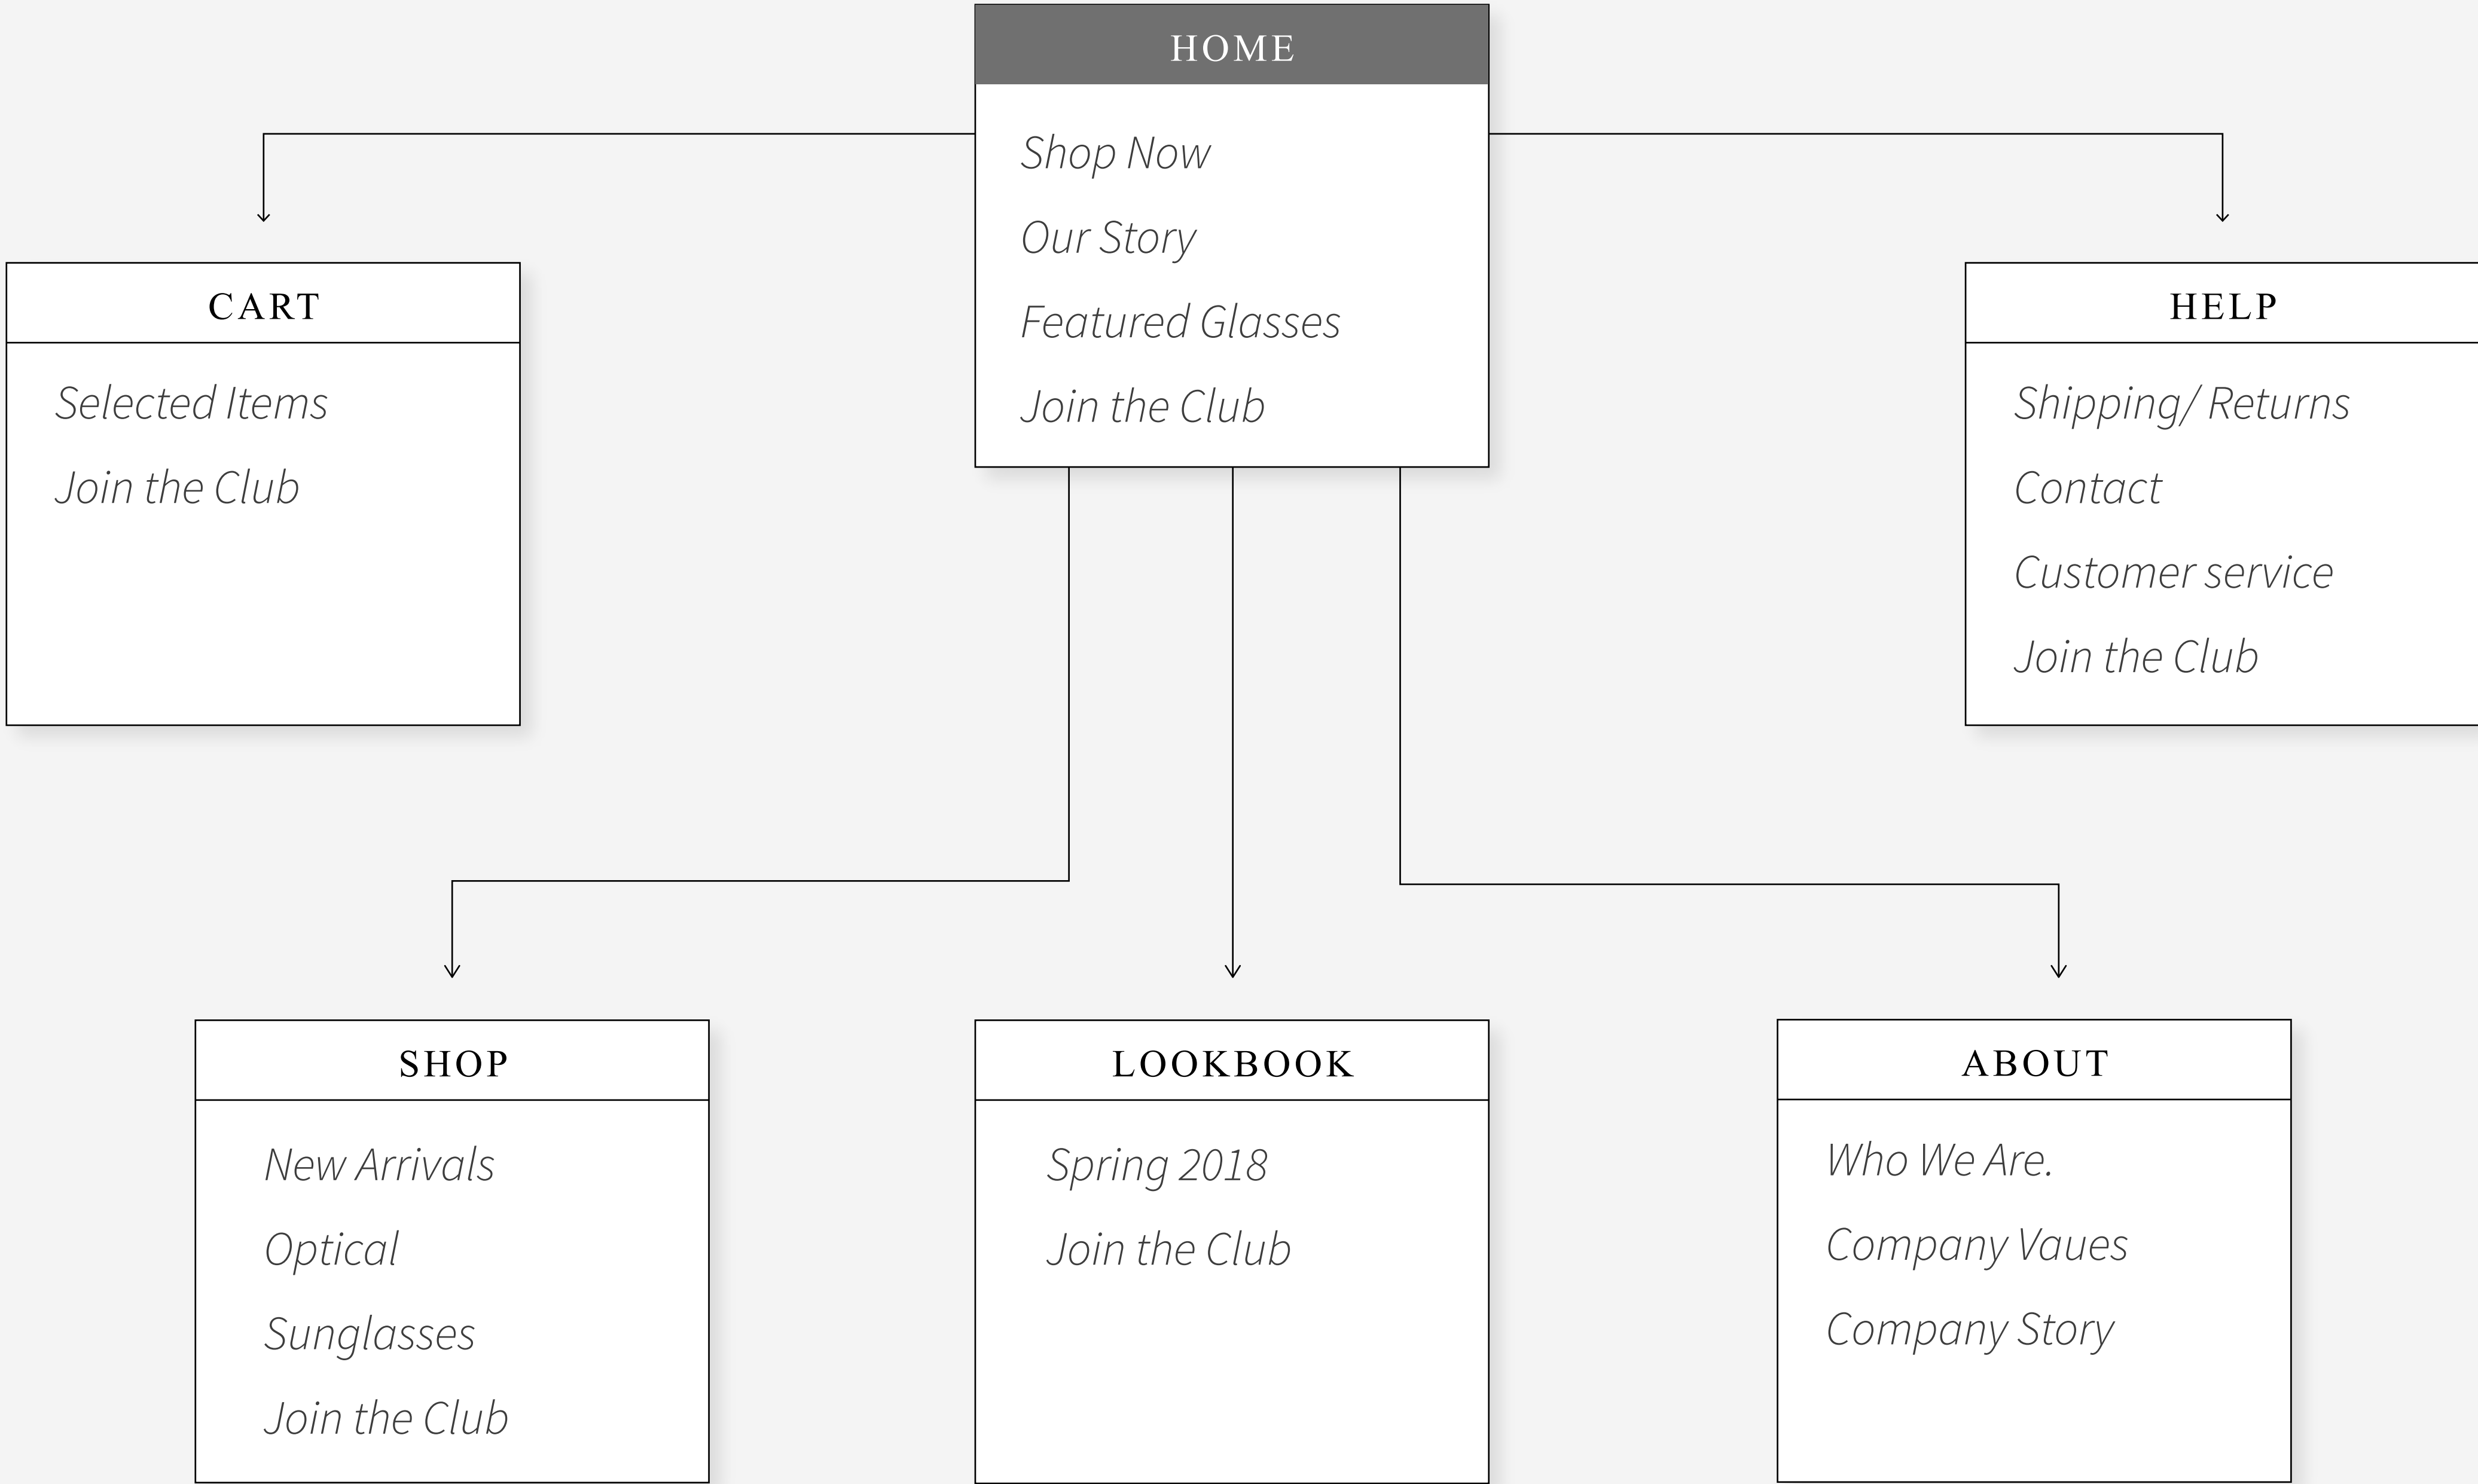 HOME
Shop Now
Our Story
Featured Glasses
Join the Club
CART
Selected Items
Join the Club
HELP
Shipping/ Returns
Contact
Customer service
Join the Club
SHOP
New Arrivals
Optical
Sunglasses
Join the Club
LOOKBOOK
Spring 2018
Join the Club
ABOUT
Who We Are.
Company Vaues
Company Story